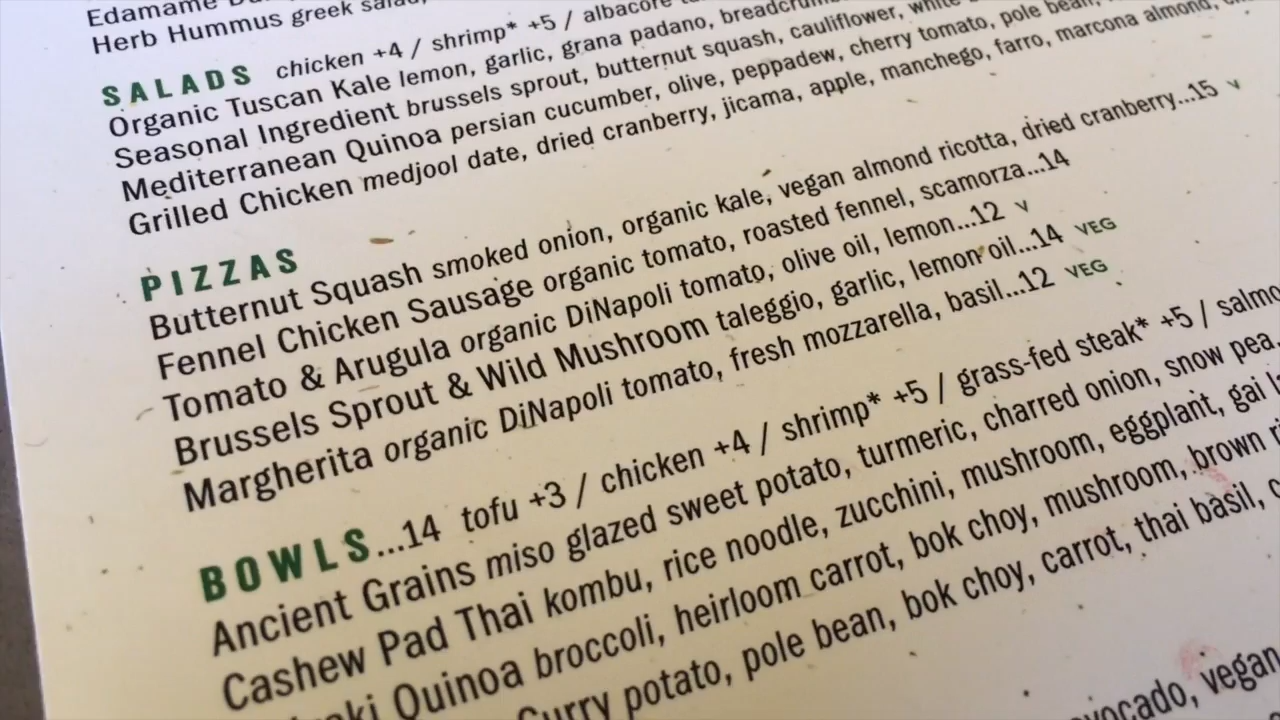 Edamame
Herb Hummus greek salad,
SALADS chicken +4 / shrimp* +5 / albacore
Organic Tuscan Kale lemon, garlic, grana padano,
Seasonal Ingredient brussels sprout, butternut squash, cauliflower, white
Mediterranean Quinoa persian cucumber, olive, peppadew, cherry tomato, pole bean,
Grilled Chicken medjool date, dried cranberry, jicama, apple, manchego, farro, marcona almond,
PIZZAS
Butternut Squash smoked onion, organic kale, vegan almond ricotta, dried cranberry...15 V
Fennel Chicken Sausage organic tomato, roasted fennel, scamorza...14
Tomato & Arugula organic DiNapoli tomato, olive oil, lemon...12 V
Brussels Sprout & Wild Mushroom taleggio, garlic, lemon oil...14 VEG
Margherita organic DiNapoli tomato, fresh mozzarella, basil...12 VEG
BOWLS...14 tofu +3 / chicken +4 / shrimp* +5 / grass-fed steak* +5 /
Ancient Grains miso glazed sweet potato, turmeric, charred onion, snow pea,
Cashew Pad Thai kombu, rice noodle, zucchini, mushroom, eggplant, gai
Quinoa broccoli, heirloom carrot, bok choy, mushroom, brown
Curry potato, pole bean, bok choy, carrot, thai basil,
vegan